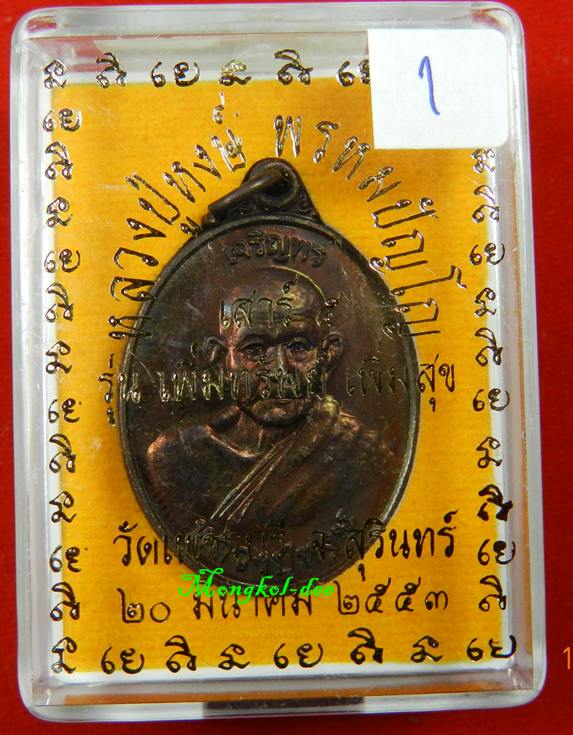 1
หลวงปู่หงษ์ พรหมปัญโญ
เจริญพร
เสาร์ ๕
รุ่น เพิ่มทรัพย์ เพิ่มสุข
วัดเพชรบุรี จ.สุรินทร์
Mongkol-dee
๒๐ มีนาคม ๒๕๕๓
1